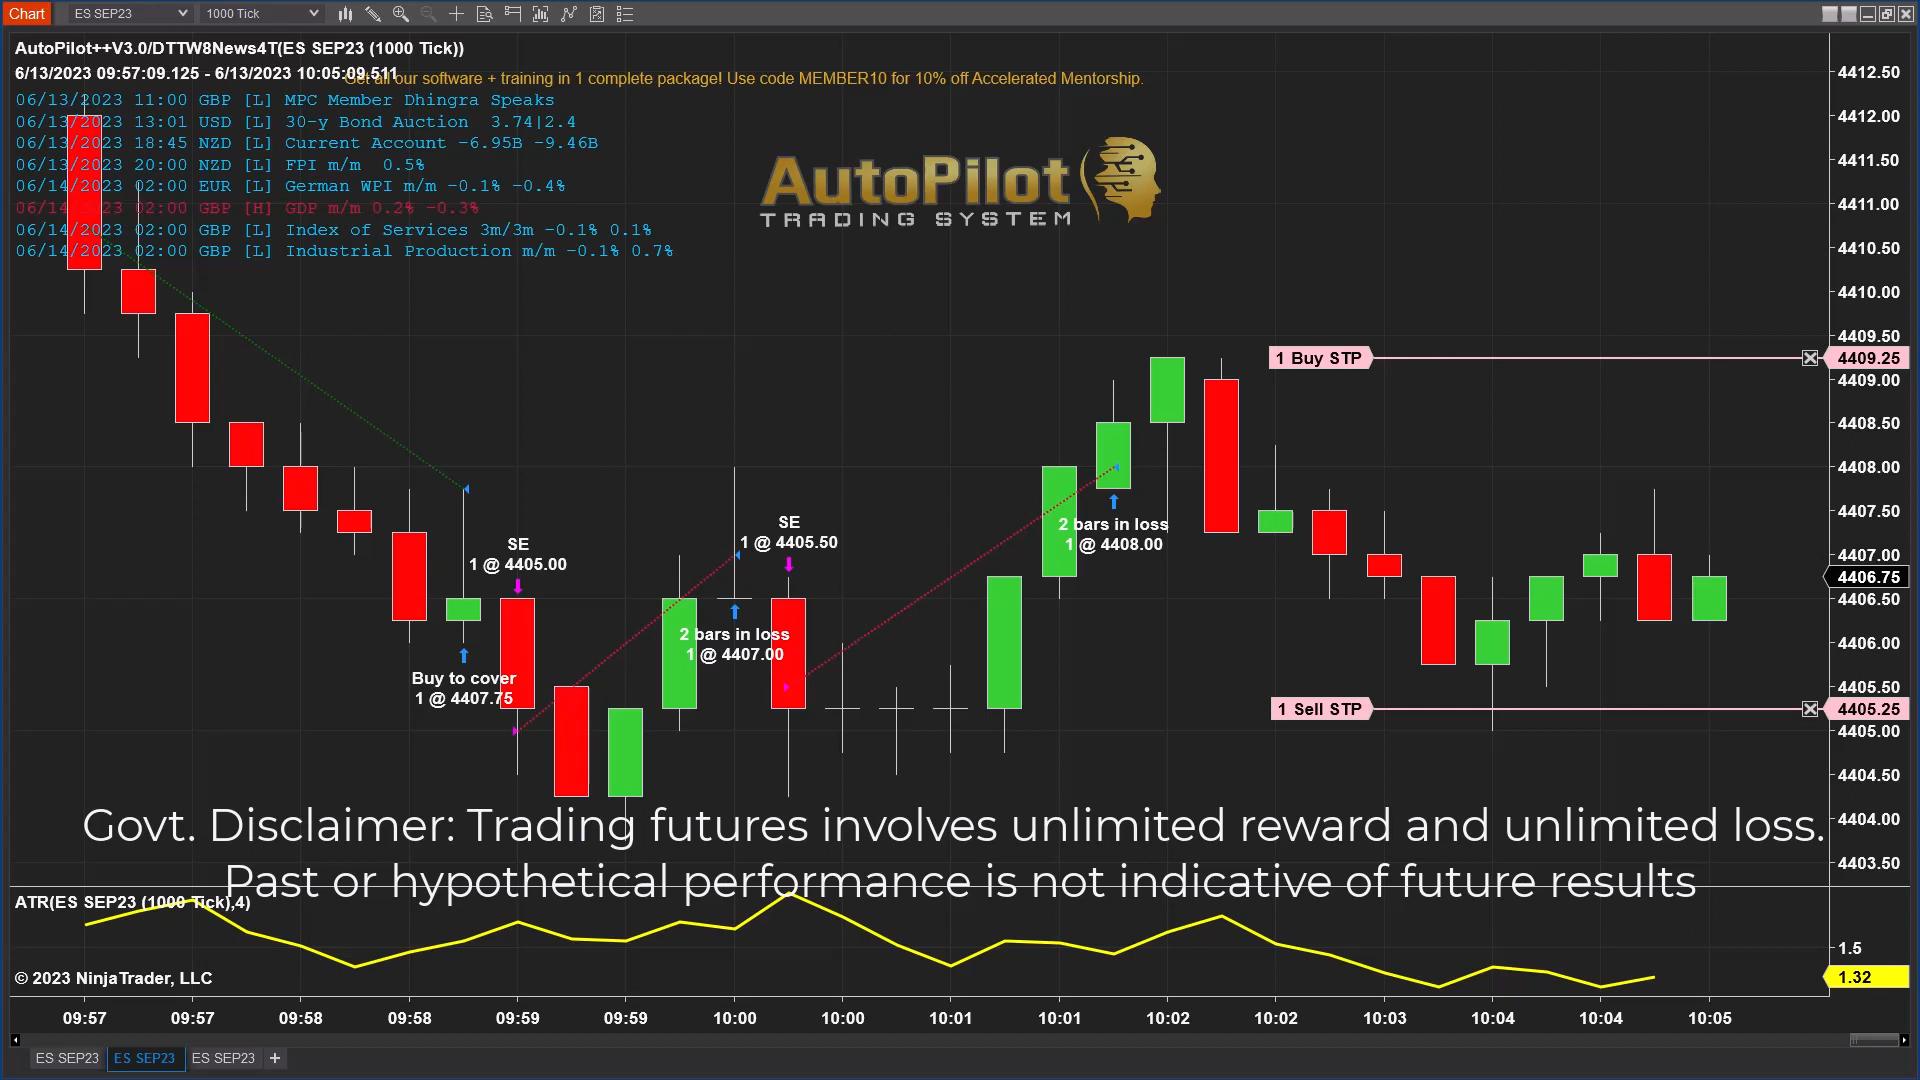 Chart ES SEP23 1000 Tick
AutoPilot++V3.0/DTTW8News4T(ES SEP23 (1000 Tick))
6/13/2023 09:57:09.125 - 6/13/2023 10:05:09.511
Get all our software + training in 1 complete package! Use code MEMBER10 for 10% off Accelerated Mentorship.
06/13/2023 11:00 GBP [L] MPC Member Dhingra Speaks
06/13/2023 13:01 USD [L] 30-y Bond Auction 3.74|2.4
06/13/2023 18:45 NZD [L] Current Account -6.95B -9.46B
06/13/2023 20:00 NZD [L] FPI m/m 0.5%
06/14/2023 02:00 EUR [L] German WPI m/m -0.1% -0.4%
06/14/2023 02:00 GBP [H] GDP m/m 0.2% -0.3%
06/14/2023 02:00 GBP [L] Index of Services 3m/3m -0.1% 0.1%
06/14/2023 02:00 GBP [L] Industrial Production m/m -0.1% 0.7%
AutoPilot
TRADING SYSTEM
4412.50
4412.00
4411.50
4411.00
4410.50
4410.00
4409.50
1 Buy STP 4409.25
4409.00
4408.50
4408.00
4407.50
4407.00
4406.75
4406.50
4406.00
4405.50
1 Sell STP 4405.25
4405.00
4404.50
4404.00
4403.50
SE
1 @ 4405.50
2 bars in loss
1 @ 4408.00
SE
1 @ 4405.00
2 bars in loss
1 @ 4407.00
Buy to cover
1 @ 4407.75
Govt. Disclaimer: Trading futures involves unlimited reward and unlimited loss.
Past or hypothetical performance is not indicative of future results
ATR(ES SEP23 (1000 Tick),4)
1.5
1.32
© 2023 NinjaTrader, LLC
09:57 09:57 09:58 09:58 09:59 09:59 10:00 10:00 10:01 10:01 10:02 10:02 10:03 10:04 10:04 10:05
ES SEP23 ES SEP23 ES SEP23 +